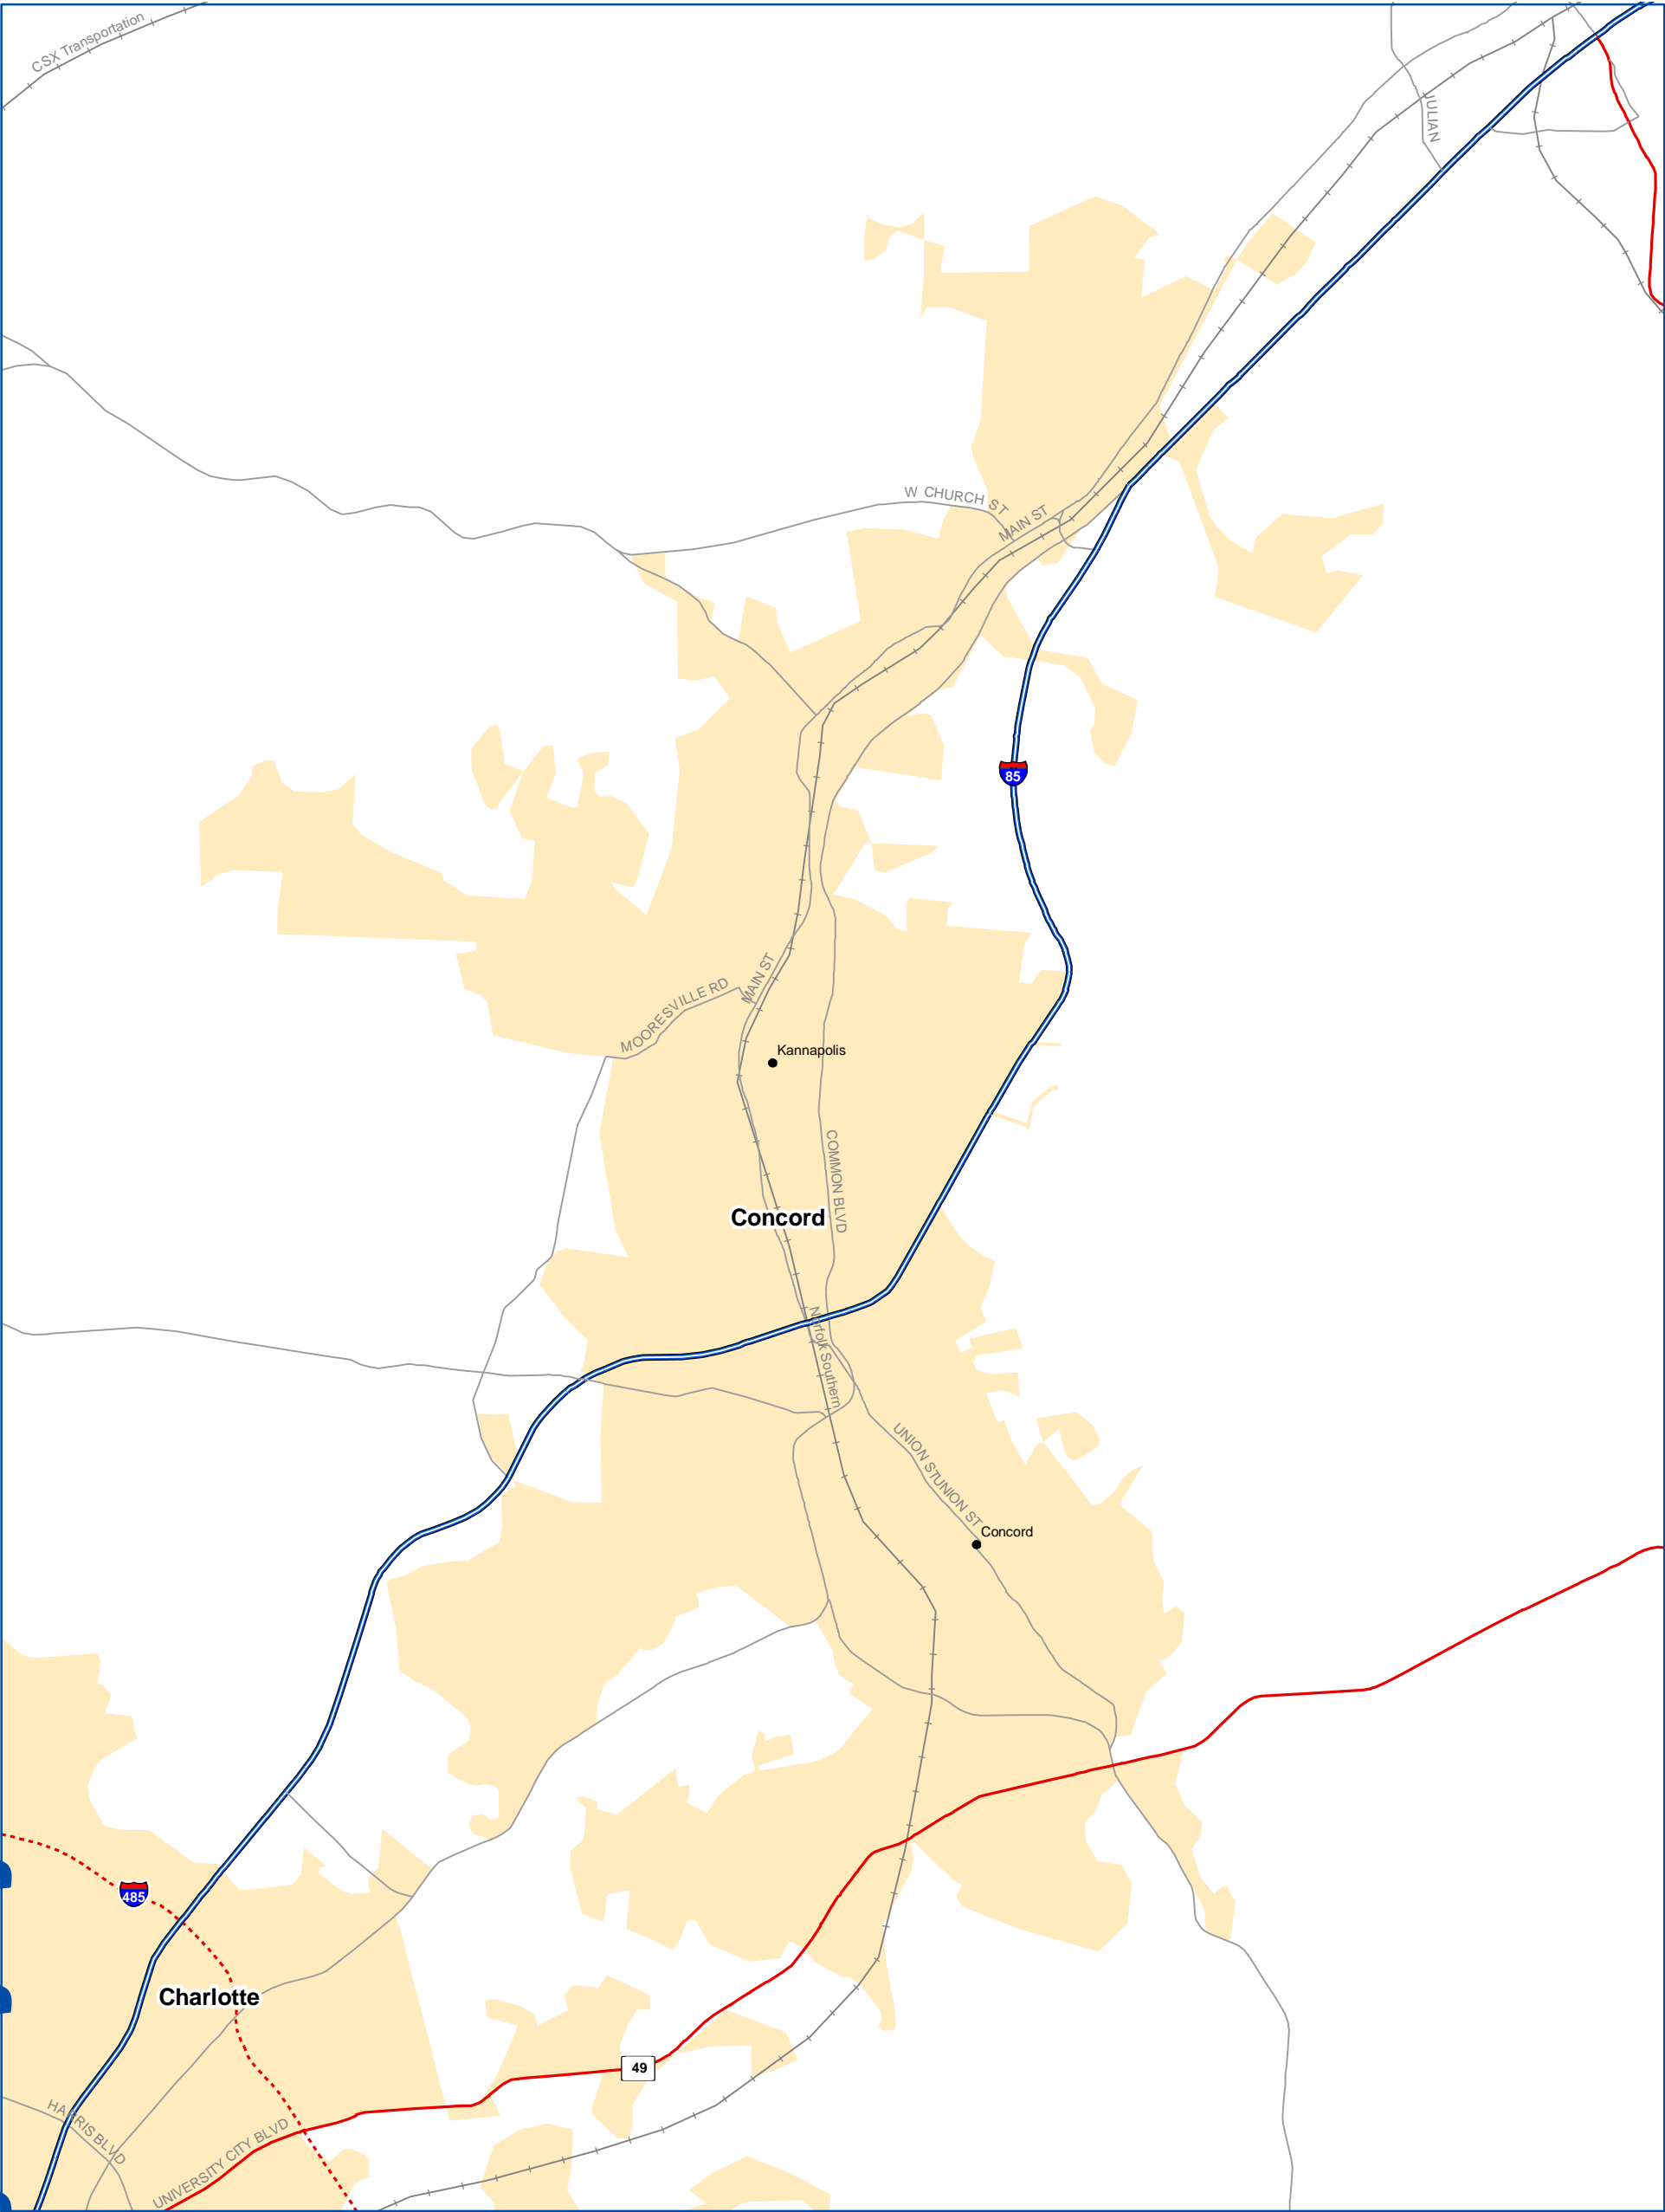 CSX Transportation
JULIAN
W CHURCH ST
MAIN ST
85
MAIN ST
MOORESVILLE RD
Kannapolis
COMMON BLVD
Concord
Norfolk Southern
UNION ST
UNION ST
Concord
485
Charlotte
49
HARRIS BLVD
UNIVERSITY CITY BLVD